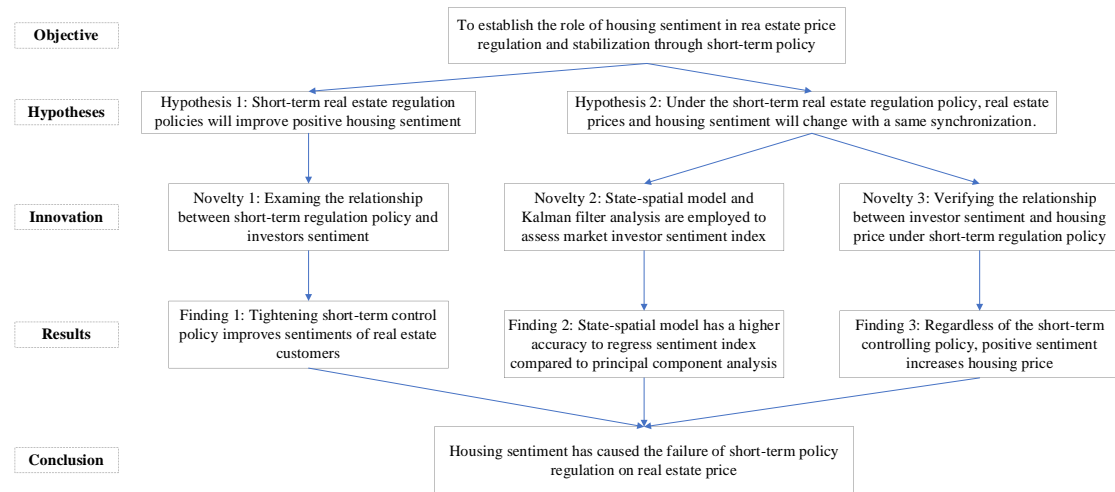 Objective
To establish the role of housing sentiment in rea estate price
regulation and stabilization through short-term policy
Hypotheses
Hypothesis 1: Short-term real estate regulation
policies will improve positive housing sentiment
Hypothesis 2: Under the short-term real estate regulation policy, real estate
prices and housing sentiment will change with a same synchronization.
Innovation
Novelty 1: Examining the relationship
between short-term regulation policy and
investors sentiment
Novelty 2: State-spatial model and
Kalman filter analysis are employed to
assess market investor sentiment index
Novelty 3: Verifying the relationship
between investor sentiment and housing
price under short-term regulation policy
Results
Finding 1: Tightening short-term control
policy improves sentiments of real estate
customers
Finding 2: State-spatial model has a higher
accuracy to regress sentiment index
compared to principal component analysis
Finding 3: Regardless of the short-term
controlling policy, positive sentiment
increases housing price
Conclusion
Housing sentiment has caused the failure of short-term policy
regulation on real estate price